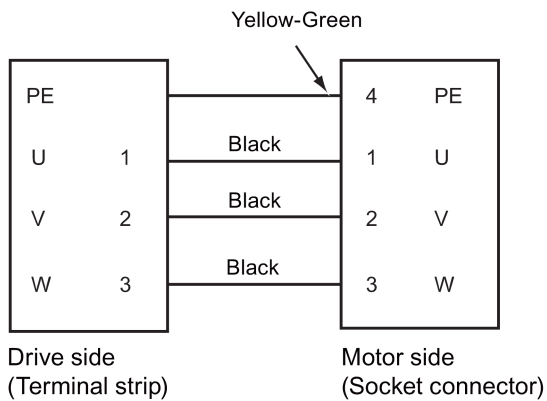 Yellow-Green
PE 4 PE
U 1 Black 1 U
V 2 Black 2 V
W 3 Black 3 W
Drive side
(Terminal strip)
Motor side
(Socket connector)